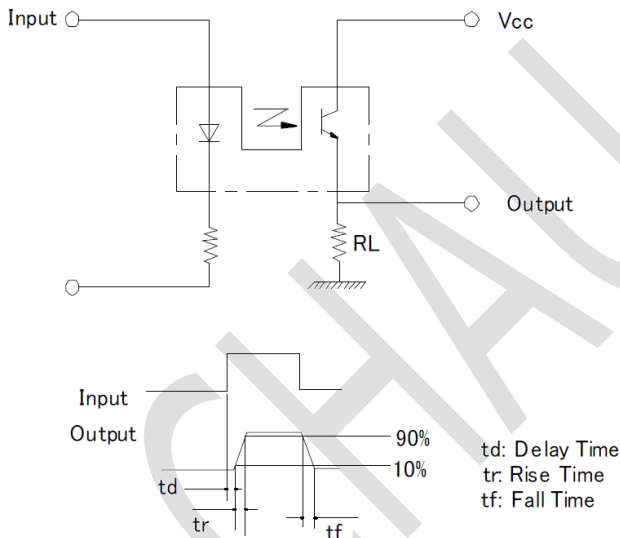 Input
Vcc
Output
RL
Input
Output
90%
10%
td
tr
tf
td: Delay Time
tr: Rise Time
tf: Fall Time